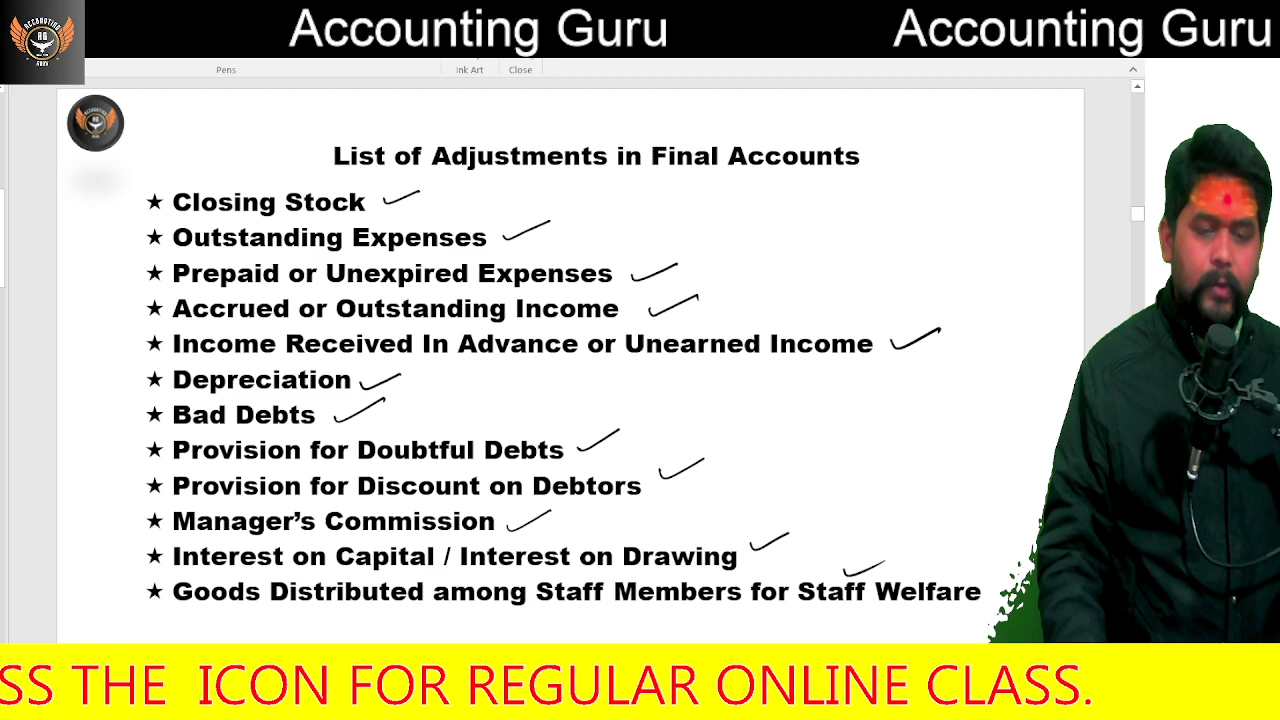 Accounting Guru Accounting Guru
ACCOUNTING
AG
GURU
Pens Ink Art Close
List of Adjustments in Final Accounts
★ Closing Stock
★ Outstanding Expenses
★ Prepaid or Unexpired Expenses
★ Accrued or Outstanding Income
★ Income Received In Advance or Unearned Income
★ Depreciation
★ Bad Debts
★ Provision for Doubtful Debts
★ Provision for Discount on Debtors
★ Manager’s Commission
★ Interest on Capital / Interest on Drawing
★ Goods Distributed among Staff Members for Staff Welfare
SS THE ICON FOR REGULAR ONLINE CLASS.